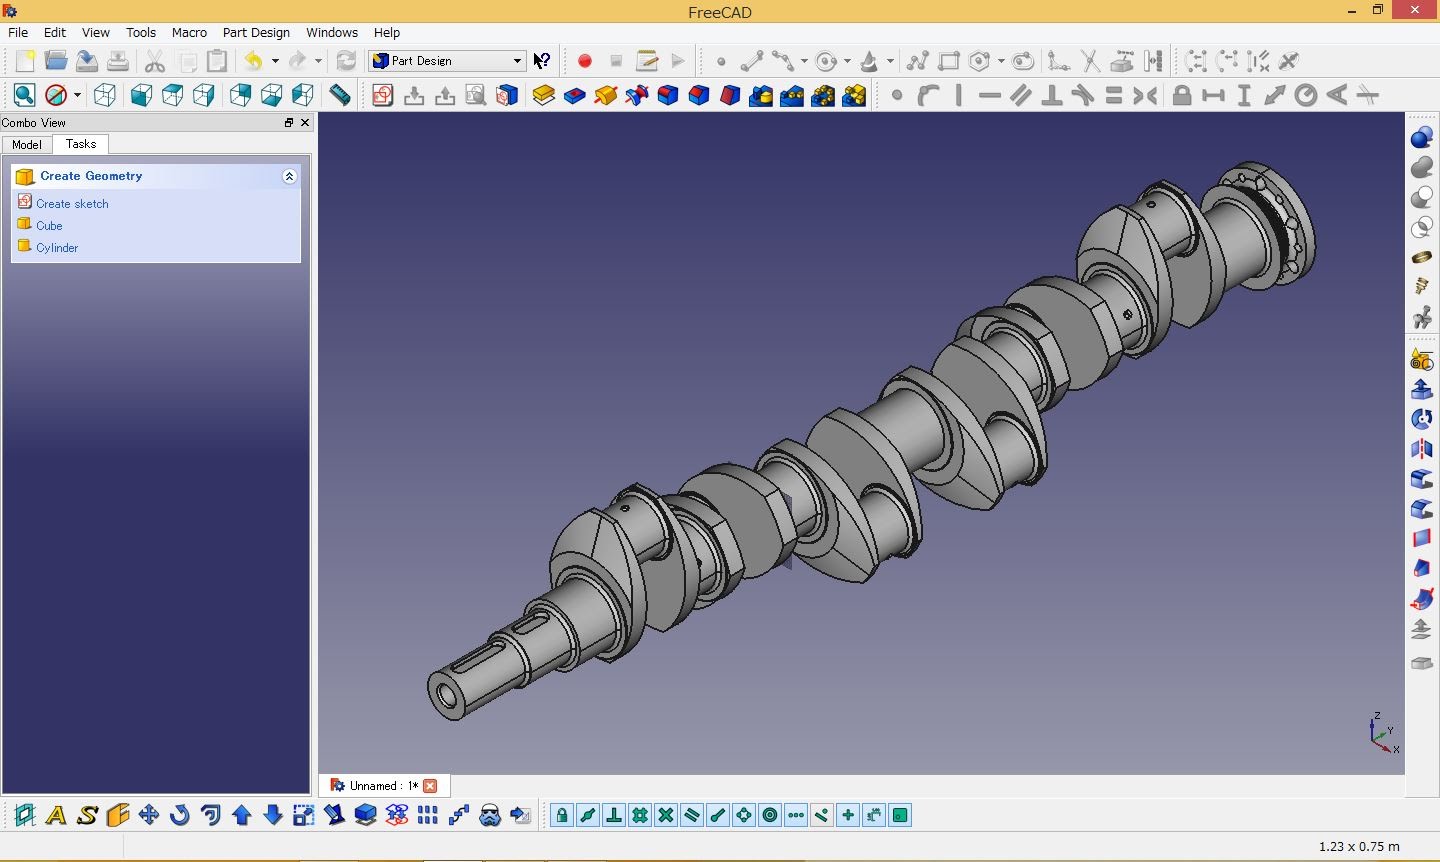 FreeCAD
File Edit View Tools Macro Part Design Windows Help
Part Design
Combo View
Model Tasks
Create Geometry
Create sketch
Cube
Cylinder
Z
Y
X
Unnamed : 1*
1.23 x 0.75 m